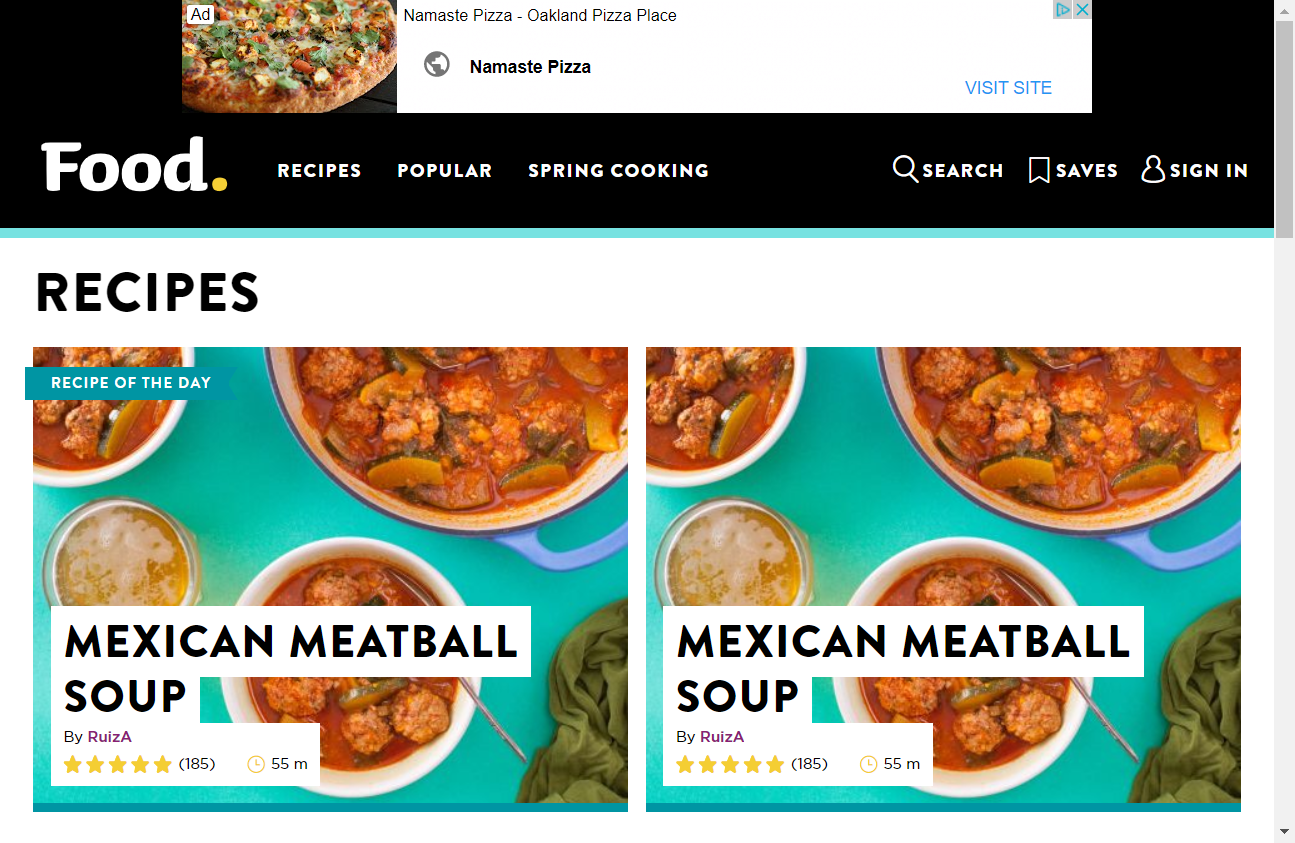 Ad
Namaste Pizza - Oakland Pizza Place
Namaste Pizza
VISIT SITE
Food.
RECIPES
POPULAR
SPRING COOKING
SEARCH
SAVES
SIGN IN
RECIPES
RECIPE OF THE DAY
MEXICAN MEATBALL
SOUP
By RuizA
(185)
55 m
MEXICAN MEATBALL
SOUP
By RuizA
(185)
55 m